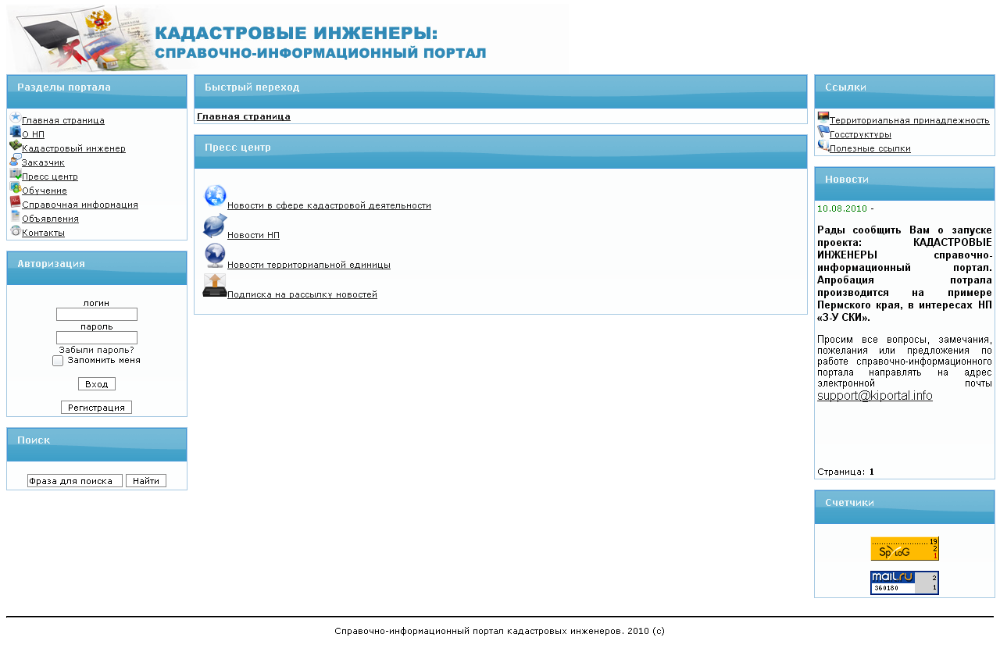 КАДАСТРОВЫЕ ИНЖЕНЕРЫ:
СПРАВОЧНО-ИНФОРМАЦИОННЫЙ ПОРТАЛ
Разделы портала
Главная страница
О НП
Кадастровый инженер
Заказчик
Пресс центр
Обучение
Справочная информация
Объявления
Контакты
Авторизация
логин
пароль
Забыли пароль?
Запомнить меня
Вход
Регистрация
Поиск
Фраза для поиска Найти
Быстрый переход
Главная страница
Пресс центр
Новости в сфере кадастровой деятельности
Новости НП
Новости территориальной единицы
Подписка на рассылку новостей
Ссылки
Территориальная принадлежность
Госструктуры
Полезные ссылки
Новости
10.08.2010 -
Рады сообщить Вам о запуске
проекта: КАДАСТРОВЫЕ
ИНЖЕНЕРЫ справочно-
информационный портал.
Апробация потрала
производится на примере
Пермского края, в интересах НП
«З-У СКИ».
Просим все вопросы, замечания,
пожелания или предложения по
работе справочно-информационного
портала направлять на адрес
электронной почты
support@kiportal.info
Страница: 1
Счетчики
19
2
SpyLOG
1
mail.ru 2
360180 1
Справочно-информационный портал кадастровых инженеров. 2010 (c)